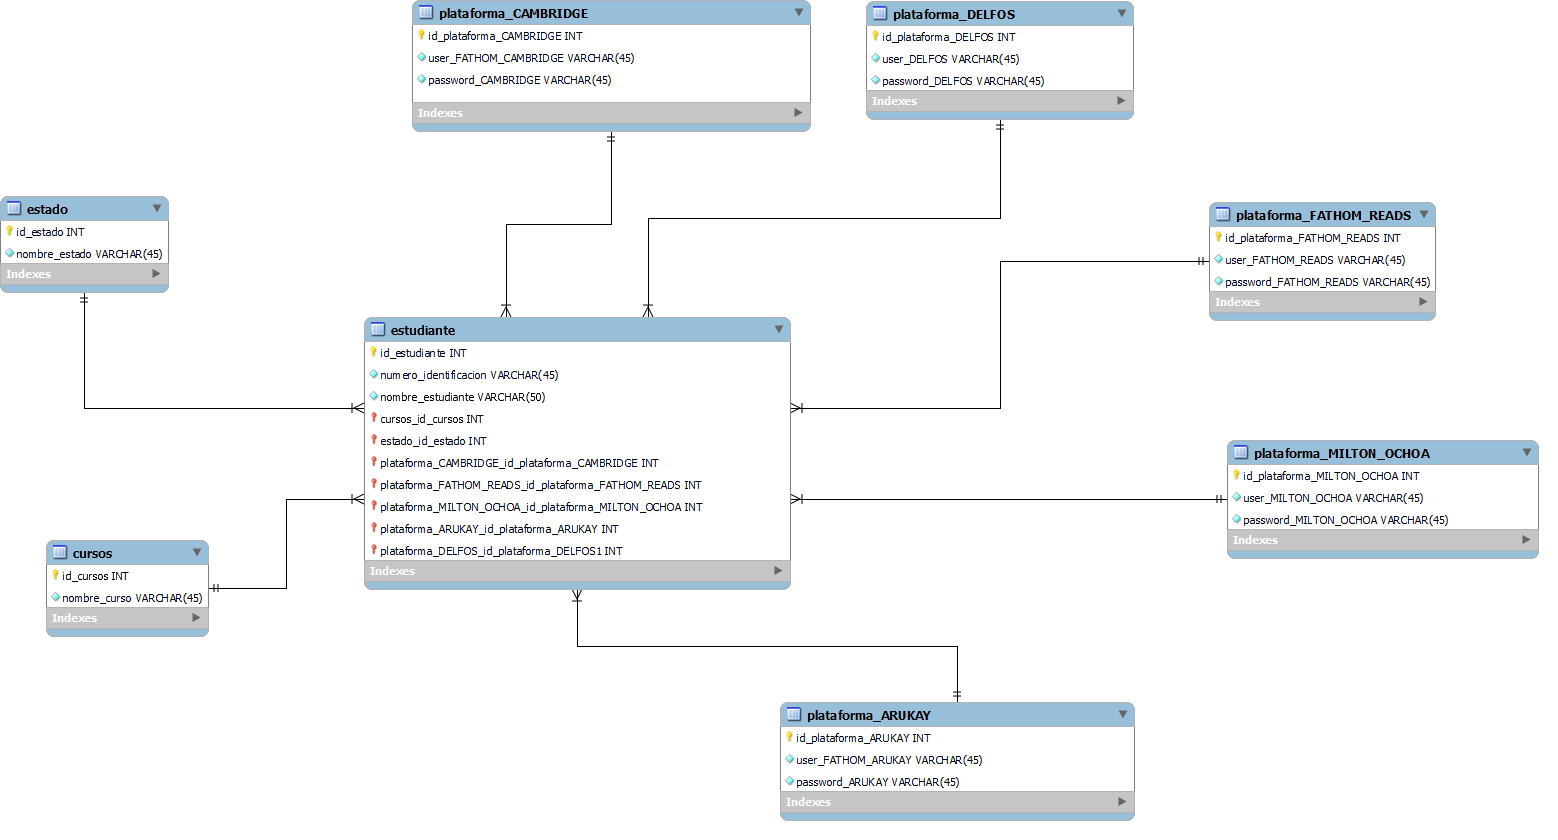 plataforma_CAMBRIDGE
id_plataforma_CAMBRIDGE INT
user_FATHOM_CAMBRIDGE VARCHAR(45)
password_CAMBRIDGE VARCHAR(45)
Indexes
plataforma_DELFOS
id_plataforma_DELFOS INT
user_DELFOS VARCHAR(45)
password_DELFOS VARCHAR(45)
Indexes
estado
id_estado INT
nombre_estado VARCHAR(45)
Indexes
plataforma_FATHOM_READS
id_plataforma_FATHOM_READS INT
user_FATHOM_READS VARCHAR(45)
password_FATHOM_READS VARCHAR(45)
Indexes
estudiante
id_estudiante INT
numero_identificacion VARCHAR(45)
nombre_estudiante VARCHAR(50)
cursos_id_cursos INT
estado_id_estado INT
plataforma_CAMBRIDGE_id_plataforma_CAMBRIDGE INT
plataforma_FATHOM_READS_id_plataforma_FATHOM_READS INT
plataforma_MILTON_OCHOA_id_plataforma_MILTON_OCHOA INT
plataforma_ARUKAY_id_plataforma_ARUKAY INT
plataforma_DELFOS_id_plataforma_DELFOS1 INT
Indexes
plataforma_MILTON_OCHOA
id_plataforma_MILTON_OCHOA INT
user_MILTON_OCHOA VARCHAR(45)
password_MILTON_OCHOA VARCHAR(45)
Indexes
cursos
id_cursos INT
nombre_curso VARCHAR(45)
Indexes
plataforma_ARUKAY
id_plataforma_ARUKAY INT
user_FATHOM_ARUKAY VARCHAR(45)
password_ARUKAY VARCHAR(45)
Indexes